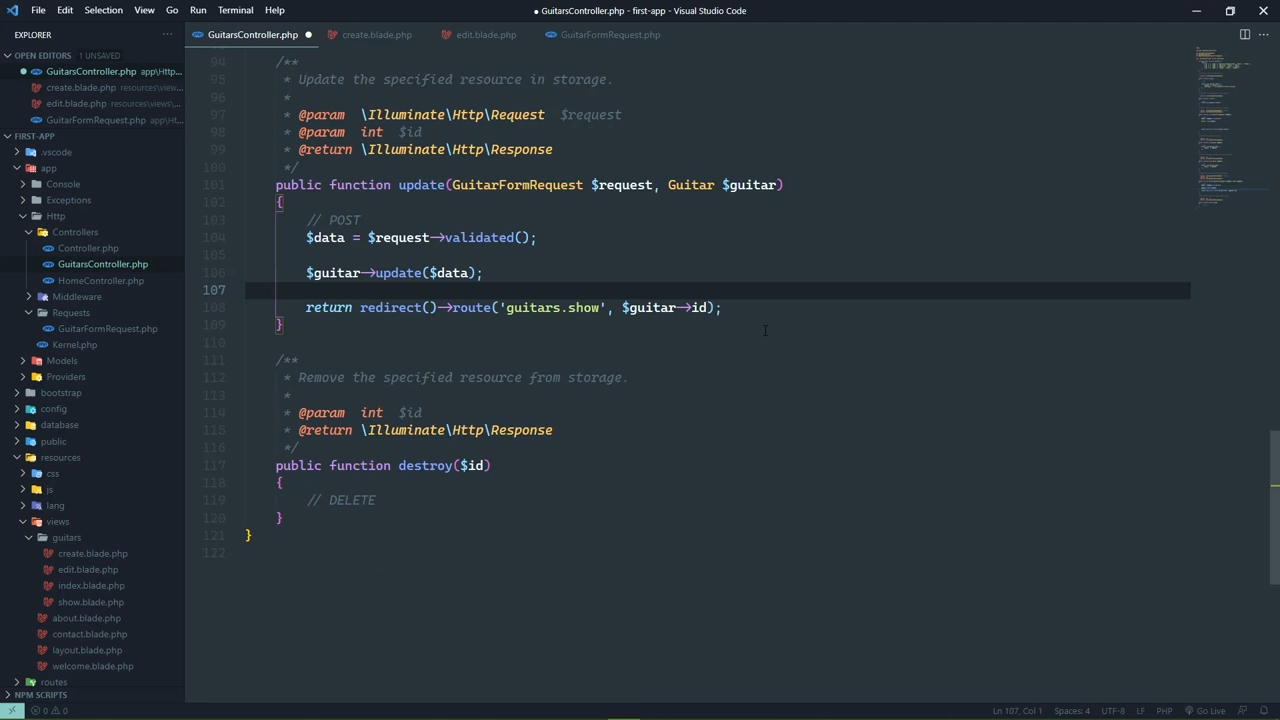 File Edit Selection View Go Run Terminal Help
● GuitarsController.php - first-app - Visual Studio Code
EXPLORER
GuitarsController.php
create.blade.php
edit.blade.php
GuitarFormRequest.php
OPEN EDITORS 1 UNSAVED
GuitarsController.php app\Http...
create.blade.php resources\view...
edit.blade.php resources\views\...
GuitarFormRequest.php app\Ht...
FIRST-APP
.vscode
app
Console
Exceptions
Http
Controllers
Controller.php
GuitarsController.php
HomeController.php
Middleware
Requests
GuitarFormRequest.php
Kernel.php
Models
Providers
bootstrap
config
database
public
resources
css
js
lang
views
guitars
create.blade.php
edit.blade.php
index.blade.php
show.blade.php
about.blade.php
contact.blade.php
layout.blade.php
welcome.blade.php
routes
NPM SCRIPTS
94 /**
95 * Update the specified resource in storage.
96 *
97 * @param \Illuminate\Http\Request $request
98 * @param int $id
99 * @return \Illuminate\Http\Response
100 */
101 public function update(GuitarFormRequest $request, Guitar $guitar)
102 {
103 // POST
104 $data = $request->validated();
105
106 $guitar->update($data);
107
108 return redirect()->route('guitars.show', $guitar->id);
109 }
110
111 /**
112 * Remove the specified resource from storage.
113 *
114 * @param int $id
115 * @return \Illuminate\Http\Response
116 */
117 public function destroy($id)
118 {
119 // DELETE
120 }
121 }
122
0 0
Ln 107, Col 1 Spaces: 4 UTF-8 LF PHP Go Live